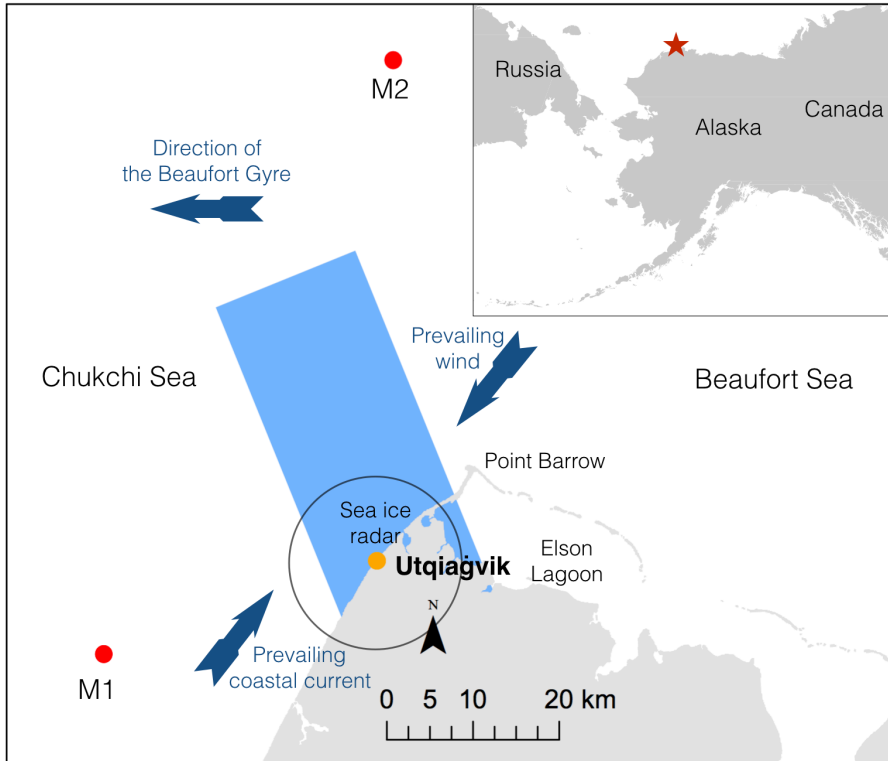 M2
Russia
Canada
Alaska
Direction of
the Beaufort Gyre
Prevailing
wind
Chukchi Sea
Beaufort Sea
Point Barrow
Sea ice
radar
Utqiaġvik
Elson
Lagoon
N
M1
Prevailing
coastal current
0 5 10 20 km